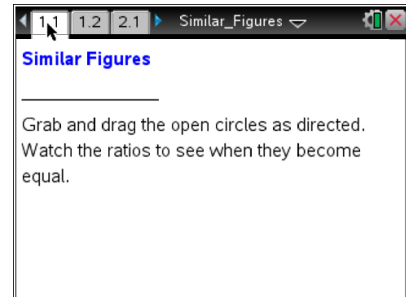 1.1 1.2 2.1 Similar_Figures
Similar Figures
Grab and drag the open circles as directed.
Watch the ratios to see when they become
equal.